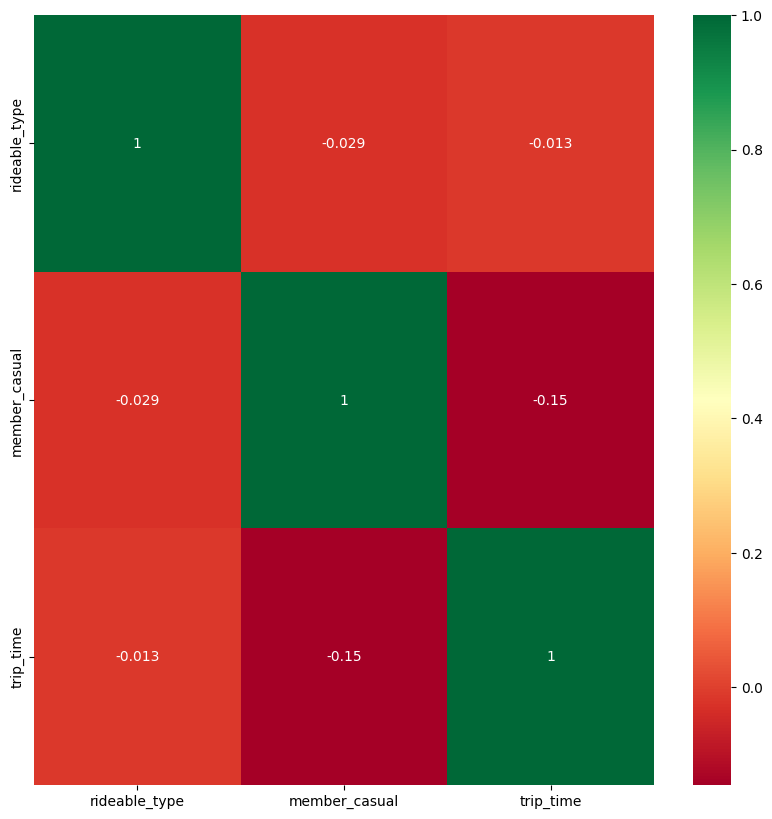 rideable_type
1
-0.029
-0.013
member_casual
-0.029
1
-0.15
trip_time
-0.013
-0.15
1
rideable_type
member_casual
trip_time
1.0
0.8
0.6
0.4
0.2
0.0